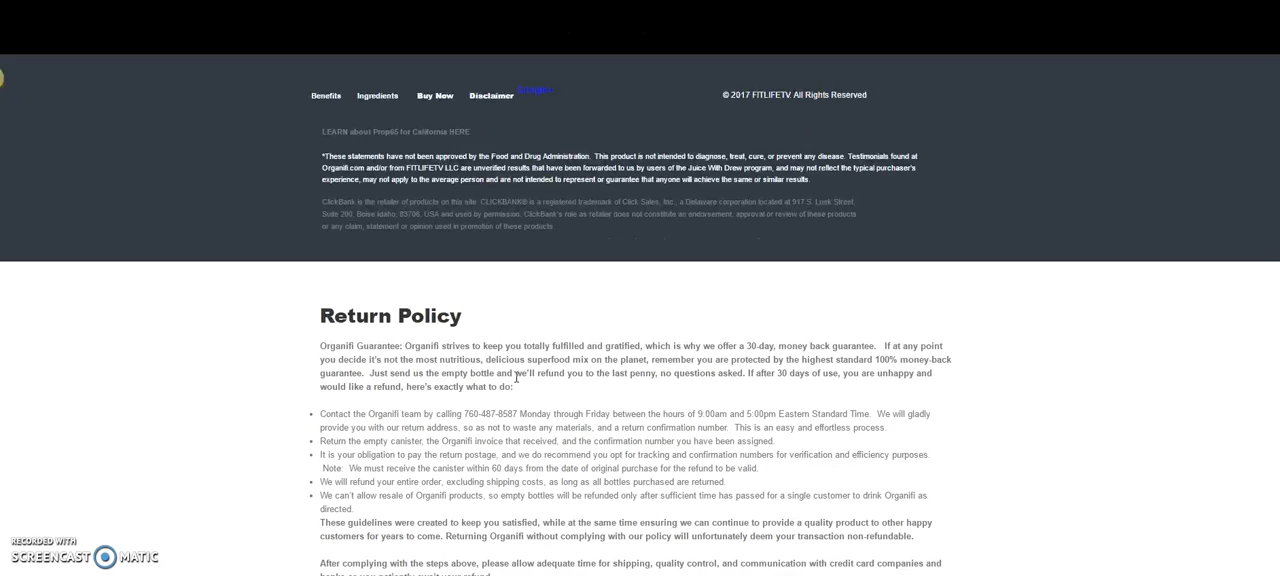 Benefits Ingredients Buy Now Disclaimer © 2017 FITLIFETV. All Rights Reserved
LEARN about Prop65 for California HERE
*These statements have not been approved by the Food and Drug Administration. This product is not intended to diagnose, treat, cure, or prevent any disease. Testimonials found at
Organifi.com and/or from FITLIFETV LLC are unverified results that have been forwarded to us by users of the Juice With Drew program, and may not reflect the typical purchaser's
experience, may not apply to the average person and are not intended to represent or guarantee that anyone will achieve the same or similar results.
ClickBank is the retailer of products on this site. CLICKBANK® is a registered trademark of Click Sales, Inc., a Delaware corporation located at 917 S. Lusk Street,
Suite 200, Boise Idaho, 83706, USA and used by permission. ClickBank's role as retailer does not constitute an endorsement, approval or review of these products
or any claim, statement or opinion used in promotion of these products.
Return Policy
Organifi Guarantee: Organifi strives to keep you totally fulfilled and gratified, which is why we offer a 30-day, money back guarantee. If at any point
you decide it's not the most nutritious, delicious superfood mix on the planet, remember you are protected by the highest standard 100% money-back
guarantee. Just send us the empty bottle and we'll refund you to the last penny, no questions asked. If after 30 days of use, you are unhappy and
would like a refund, here's exactly what to do:
• Contact the Organifi team by calling 760-487-8587 Monday through Friday between the hours of 9:00am and 5:00pm Eastern Standard Time. We will gladly
provide you with our return address, so as not to waste any materials, and a return confirmation number. This is an easy and effortless process.
• Return the empty canister, the Organifi invoice that received, and the confirmation number you have been assigned.
• It is your obligation to pay the return postage, and we do recommend you opt for tracking and confirmation numbers for verification and efficiency purposes.
Note: We must receive the canister within 60 days from the date of original purchase for the refund to be valid.
• We will refund your entire order, excluding shipping costs, as long as all bottles purchased are returned.
• We can't allow resale of Organifi products, so empty bottles will be refunded only after sufficient time has passed for a single customer to drink Organifi as
directed.
These guidelines were created to keep you satisfied, while at the same time ensuring we can continue to provide a quality product to other happy
customers for years to come. Returning Organifi without complying with our policy will unfortunately deem your transaction non-refundable.
After complying with the steps above, please allow adequate time for shipping, quality control, and communication with credit card companies and
RECORDED WITH
SCREENCAST MATIC